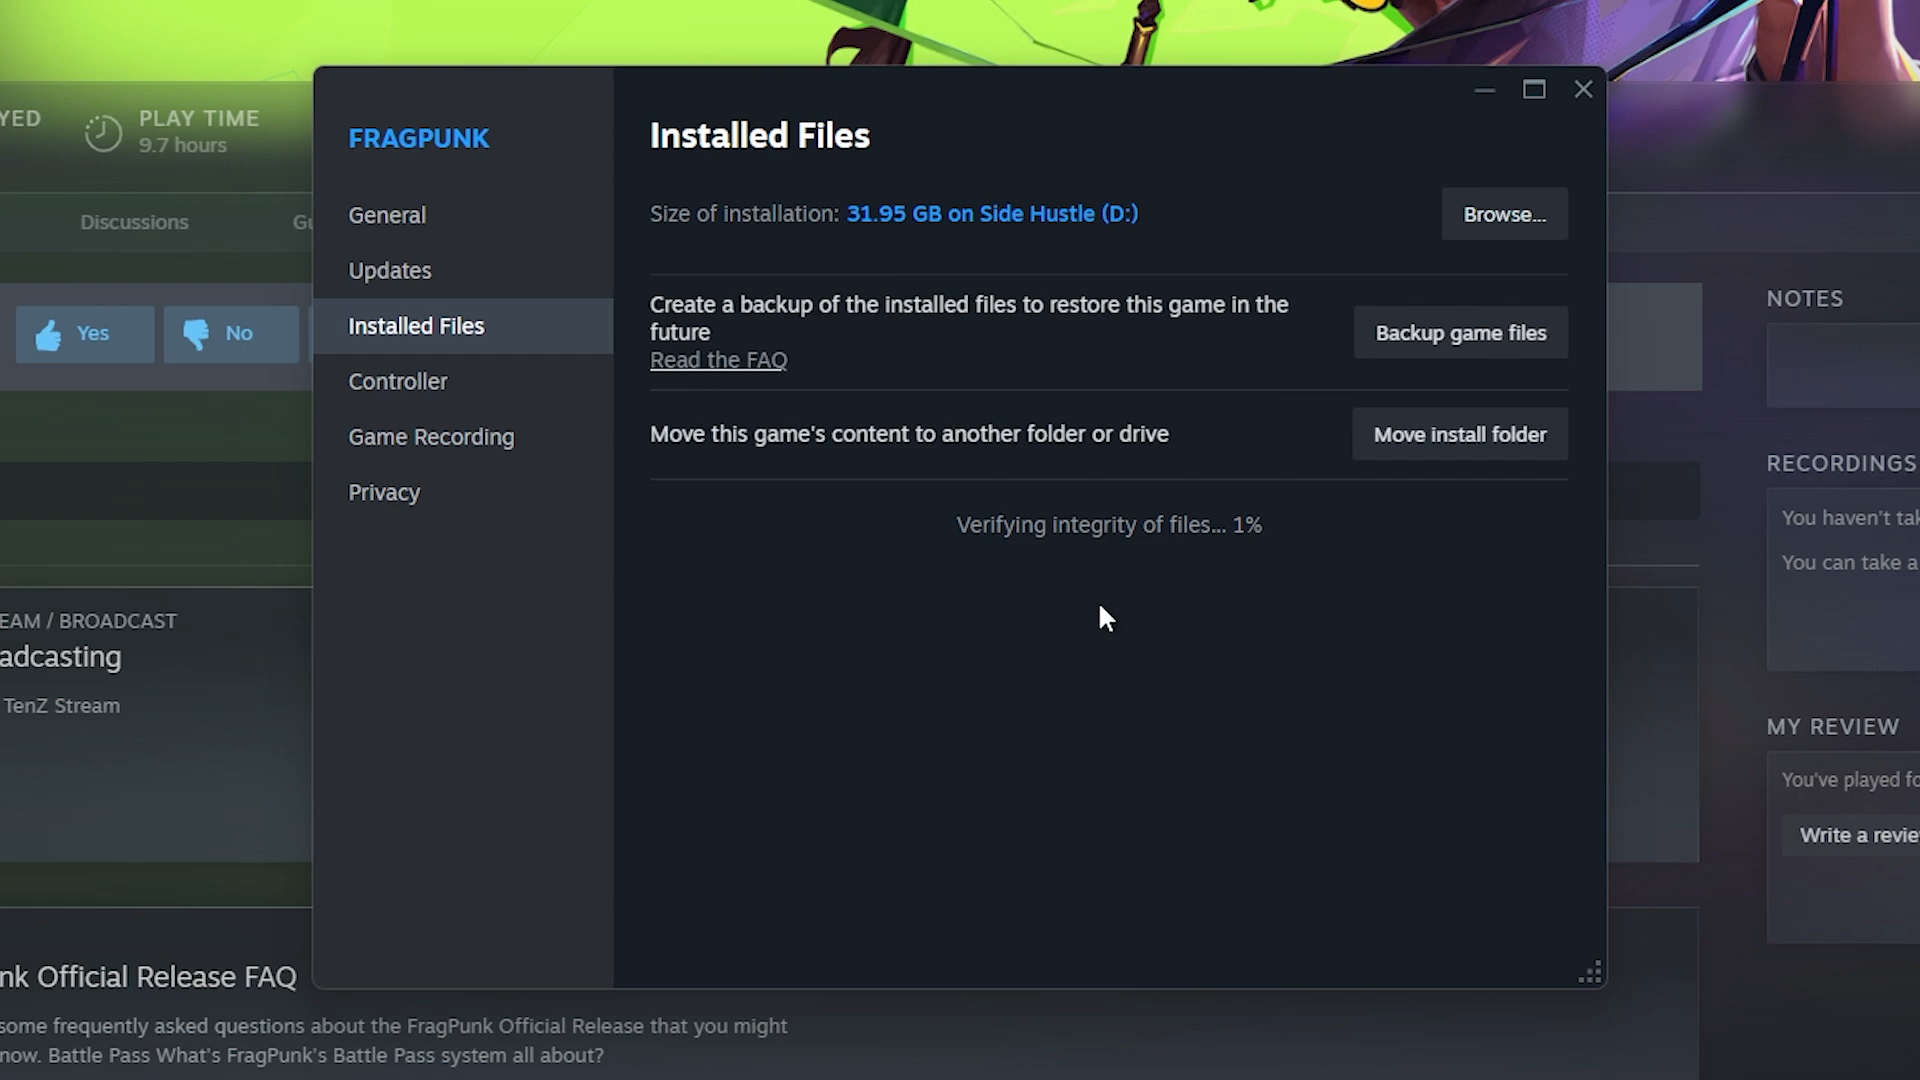 YED
PLAY TIME
9.7 hours
Discussions
Gu
Yes
No
EAM / BROADCAST
adcasting
TenZ Stream
nk Official Release FAQ
some frequently asked questions about the FragPunk Official Release that you might
now. Battle Pass What's FragPunk's Battle Pass system all about?
FRAGPUNK
General
Updates
Installed Files
Controller
Game Recording
Privacy
Installed Files
Size of installation: 31.95 GB on Side Hustle (D:)
Browse...
Create a backup of the installed files to restore this game in the
future
Read the FAQ
Backup game files
Move this game's content to another folder or drive
Move install folder
Verifying integrity of files... 1%
NOTES
RECORDINGS
You haven't tak
You can take a
MY REVIEW
You've played fo
Write a revie